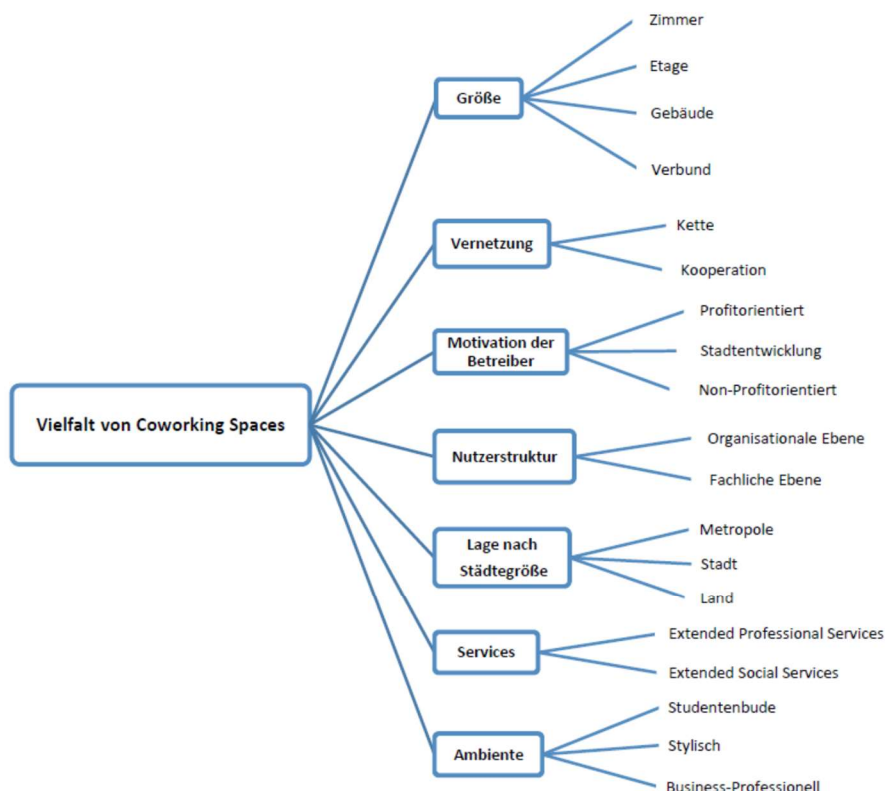 Vielfalt von Coworking Spaces
Größe
Zimmer
Etage
Gebäude
Verbund
Vernetzung
Kette
Kooperation
Motivation der
Betreiber
Profitorientiert
Stadtentwicklung
Non-Profitorientiert
Nutzerstruktur
Organisationale Ebene
Fachliche Ebene
Lage nach
Städtegröße
Metropole
Stadt
Land
Services
Extended Professional Services
Extended Social Services
Ambiente
Studentenbude
Stylisch
Business-Professionell